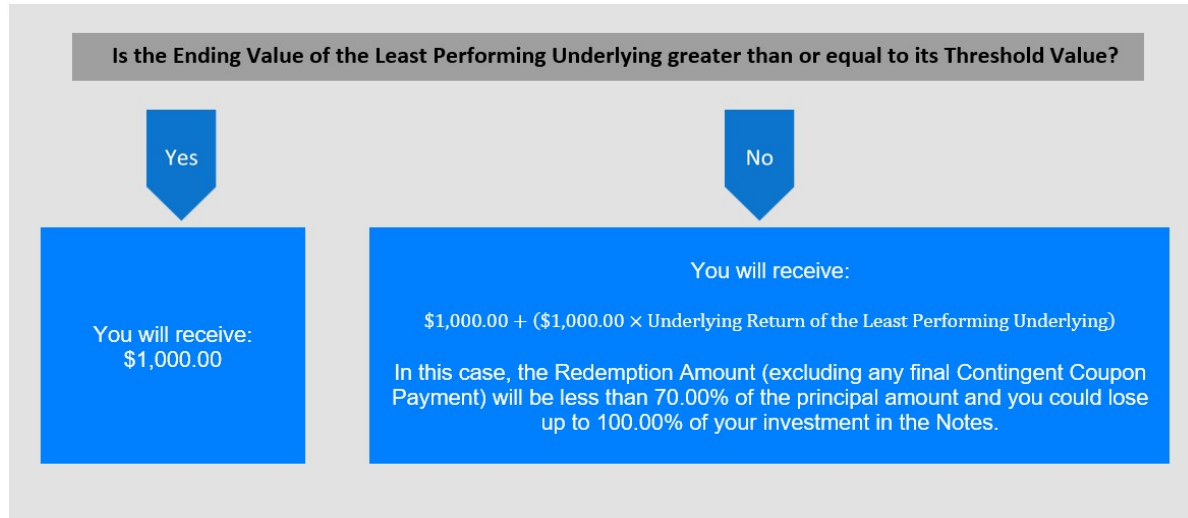 Is the Ending Value of the Least Performing Underlying greater than or equal to its Threshold Value?
Yes
No
You will receive:
$1,000.00
You will receive:
$1,000.00 + ($1,000.00 × Underlying Return of the Least Performing Underlying)
In this case, the Redemption Amount (excluding any final Contingent Coupon
Payment) will be less than 70.00% of the principal amount and you could lose
up to 100.00% of your investment in the Notes.